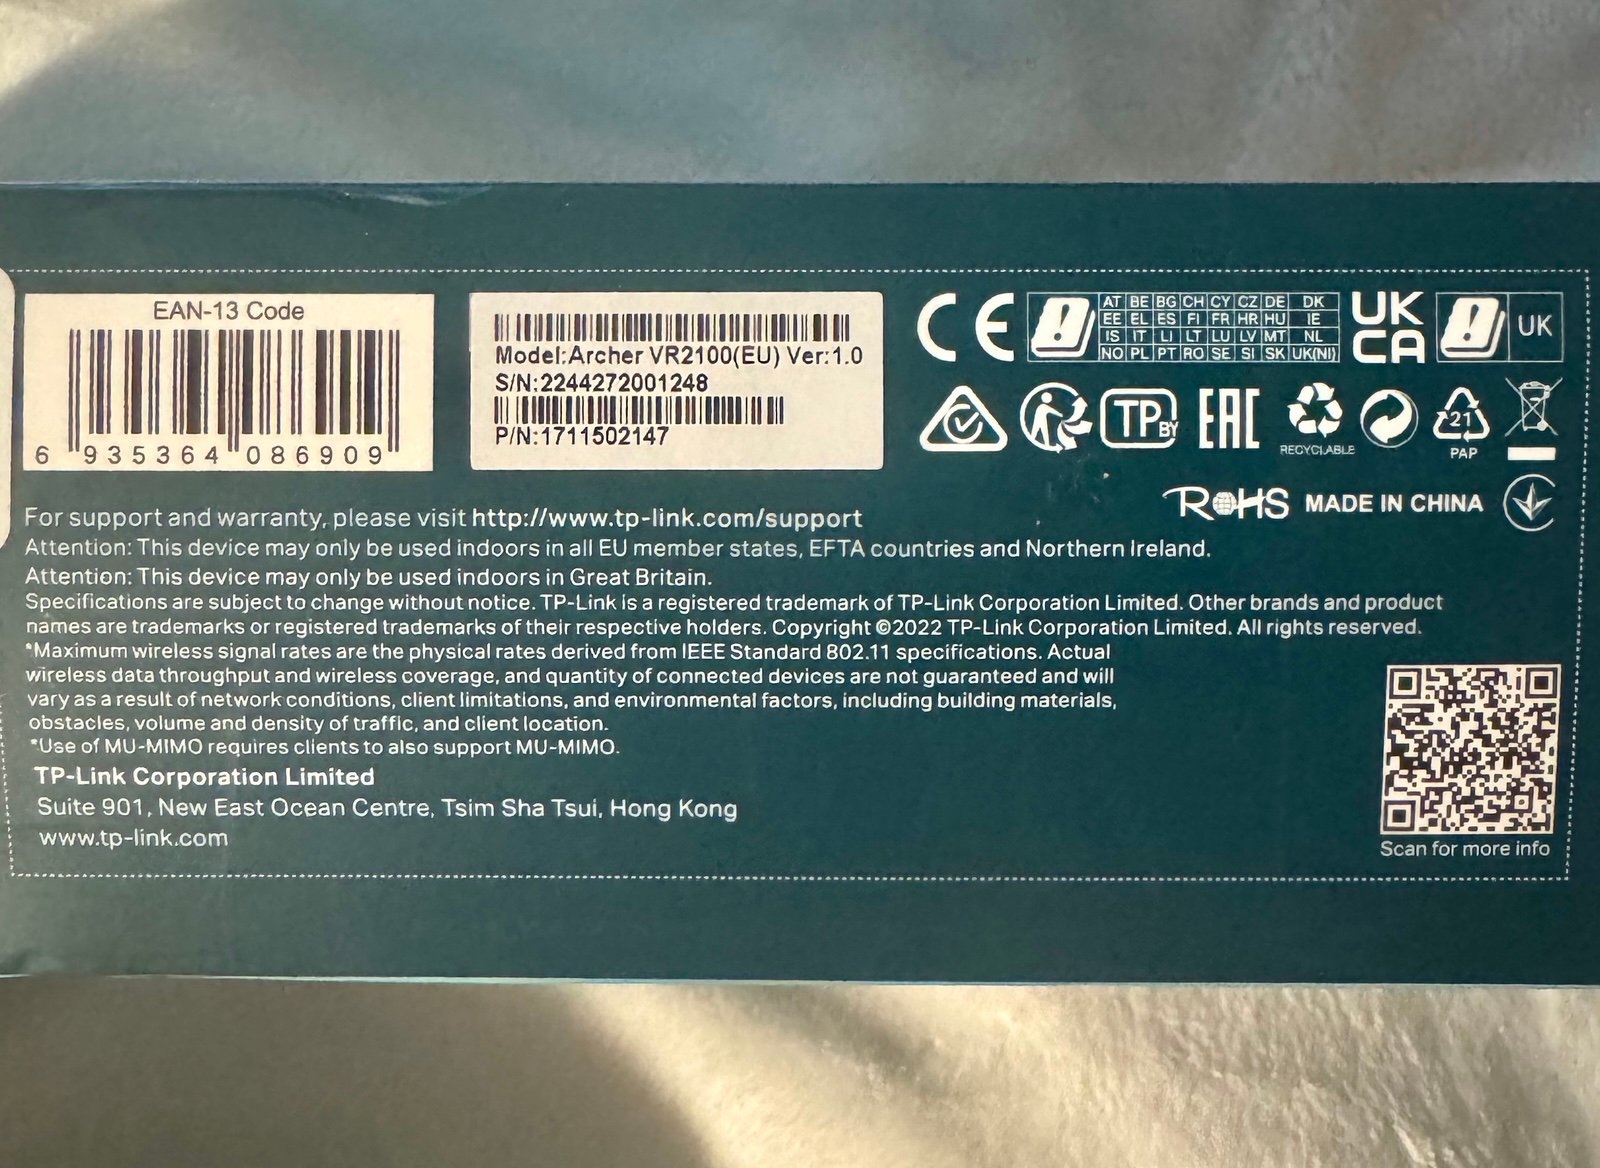 EAN-13 Code
6 935364 086909
Model:Archer VR2100(EU) Ver:1.0
S/N:2244272001248
P/N:1711502147
CE
AT BE BG CH CY CZ DE DK
EE EL ES FI FR HR HU IE
IS IT LI LT LU LV MT NL
NO PL PT RO SE SI SK UK(NI)
UK
CA
UK
TP BY
EAC
RECYCLABLE
21
PAP
RoHS MADE IN CHINA
For support and warranty, please visit http://www.tp-link.com/support
Attention: This device may only be used indoors in all EU member states, EFTA countries and Northern Ireland.
Attention: This device may only be used indoors in Great Britain.
Specifications are subject to change without notice. TP-Link is a registered trademark of TP-Link Corporation Limited. Other brands and product
names are trademarks or registered trademarks of their respective holders. Copyright ©2022 TP-Link Corporation Limited. All rights reserved.
*Maximum wireless signal rates are the physical rates derived from IEEE Standard 802.11 specifications. Actual
wireless data throughput and wireless coverage, and quantity of connected devices are not guaranteed and will
vary as a result of network conditions, client limitations, and environmental factors, including building materials,
obstacles, volume and density of traffic, and client location.
*Use of MU-MIMO requires clients to also support MU-MIMO.
TP-Link Corporation Limited
Suite 901, New East Ocean Centre, Tsim Sha Tsui, Hong Kong
www.tp-link.com
Scan for more info